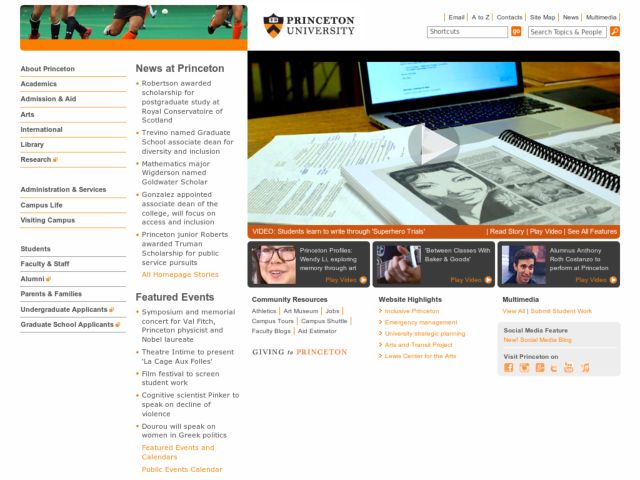 PRINCETON
UNIVERSITY
Email | A to Z | Contacts | Site Map | News | Multimedia
Shortcuts
go
Search Topics & People
About Princeton
Academics
Admission & Aid
Arts
International
Library
Research
Administration & Services
Campus Life
Visiting Campus
Students
Faculty & Staff
Alumni
Parents & Families
Undergraduate Applicants
Graduate School Applicants
News at Princeton
Robertson awarded
scholarship for
postgraduate study at
Royal Conservatoire of
Scotland
Trevino named Graduate
School associate dean for
diversity and inclusion
Mathematics major
Wigderson named
Goldwater Scholar
Gonzalez appointed
associate dean of the
college, will focus on
access and inclusion
Princeton junior Roberts
awarded Truman
Scholarship for public
service pursuits
All Homepage Stories
Featured Events
Symposium and memorial
concert for Val Fitch,
Princeton physicist and
Nobel laureate
Theatre Intime to present
'La Cage Aux Folles'
Film festival to screen
student work
Cognitive scientist Pinker to
speak on decline of
violence
Dourou will speak on
women in Greek politics
Featured Events and
Calendars
Public Events Calendar
VIDEO: Students learn to write through 'Superhero Trials'
| Read Story | Play Video | See All Features
Princeton Profiles:
Wendy Li, exploring
memory through art
Play Video
'Between Classes With
Baker & Goods'
Play Video
Alumnus Anthony
Roth Costanzo to
perform at Princeton
Play Video
Community Resources
Athletics | Art Museum | Jobs |
Campus Tours | Campus Shuttle |
Faculty Blogs | Aid Estimator
GIVING to PRINCETON
Website Highlights
Inclusive Princeton
Emergency management
University strategic planning
Arts and Transit Project
Lewis Center for the Arts
Multimedia
View All | Submit Student Work
Social Media Feature
New! Social Media Blog
Visit Princeton on